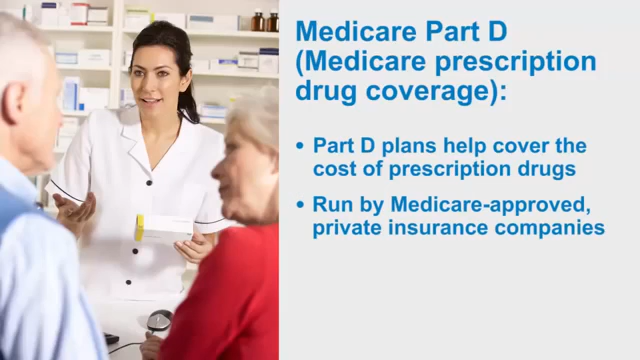 Medicare Part D
(Medicare prescription
drug coverage):
• Part D plans help cover the
cost of prescription drugs
• Run by Medicare-approved,
private insurance companies